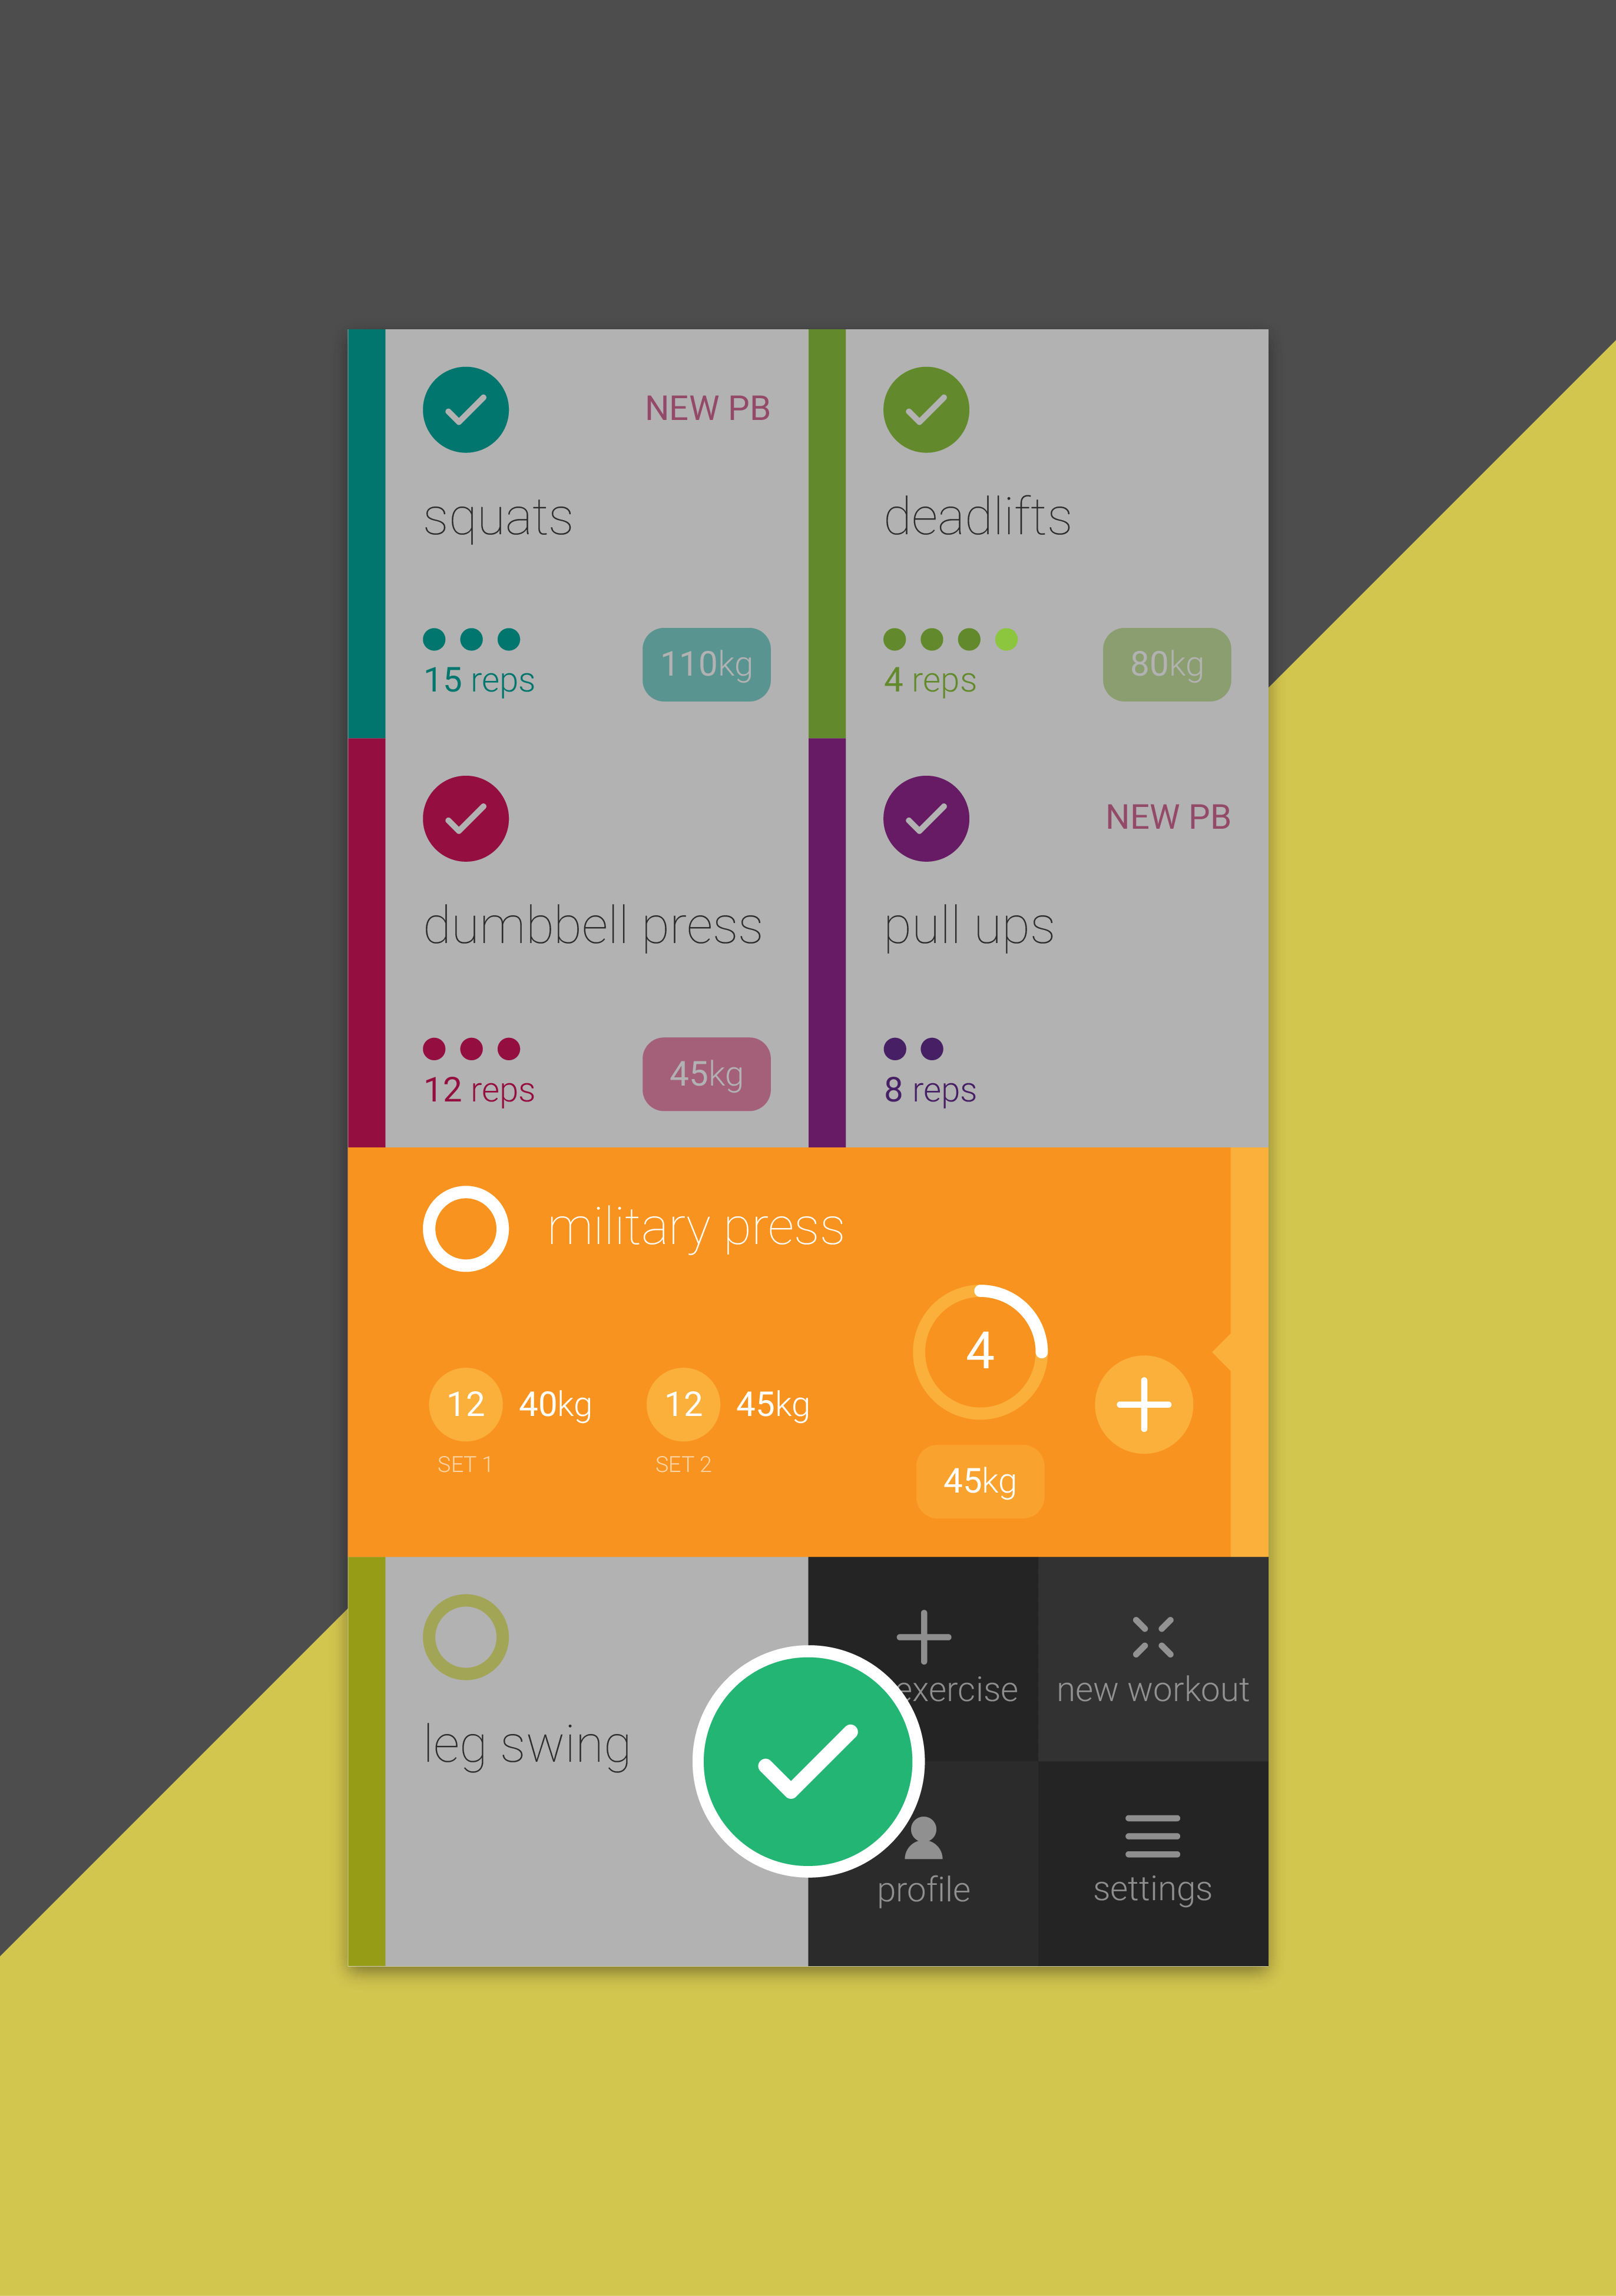 NEW PB
squats
15 reps
110kg
deadlifts
4 reps
80kg
dumbbell press
12 reps
45kg
NEW PB
pull ups
8 reps
military press
12 40kg
SET 1
12 45kg
SET 2
4
45kg
leg swing
exercise
new workout
profile
settings